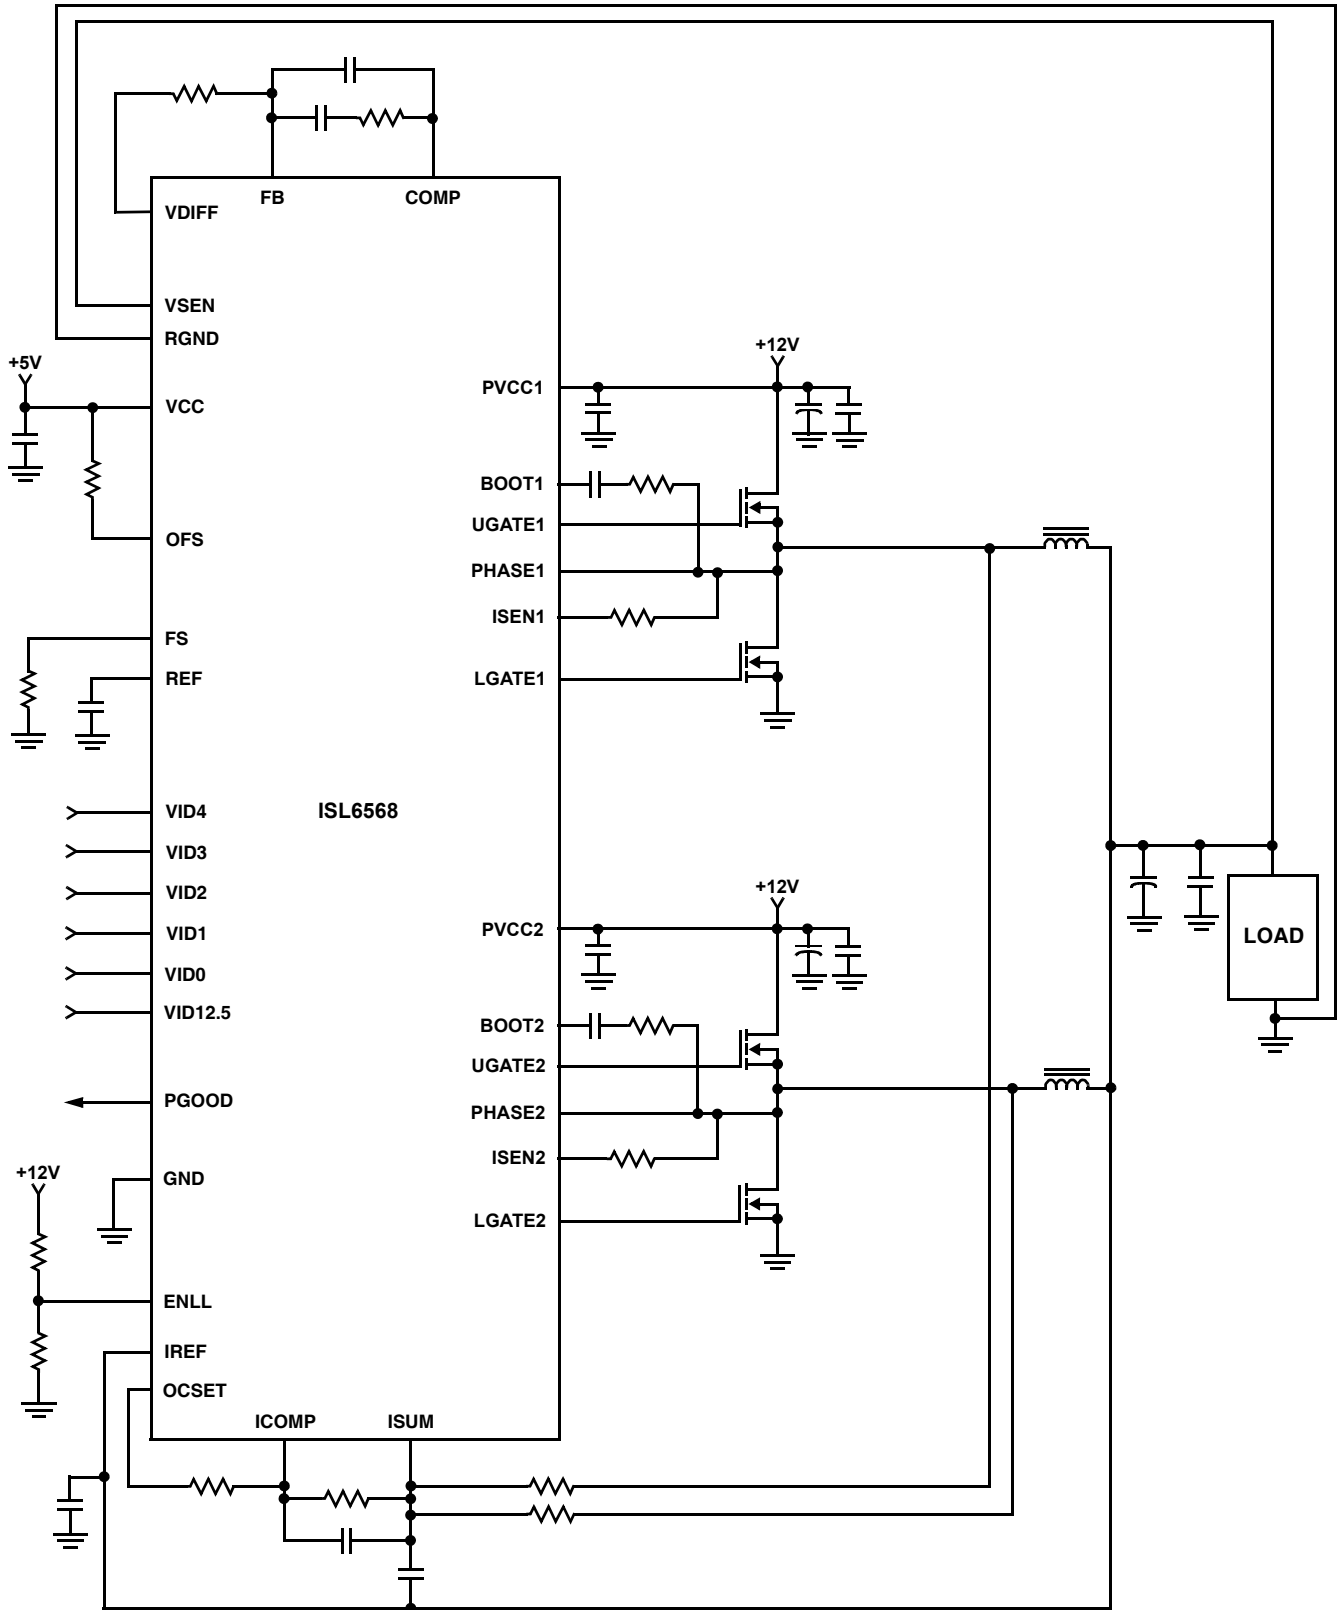 FB
COMP
VDIFF
VSEN
RGND
+5V
VCC
OFS
FS
REF
VID4
VID3
VID2
VID1
VID0
VID12.5
PGOOD
GND
+12V
ENLL
IREF
OCSET
ICOMP
ISUM
ISL6568
+12V
PVCC1
BOOT1
UGATE1
PHASE1
ISEN1
LGATE1
+12V
PVCC2
BOOT2
UGATE2
PHASE2
ISEN2
LGATE2
LOAD